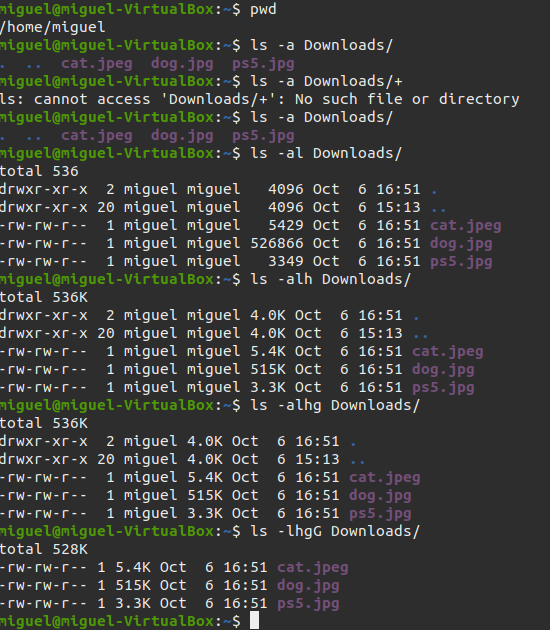 miguel@miguel-VirtualBox:~$ pwd
/home/miguel
miguel@miguel-VirtualBox:~$ ls -a Downloads/
.  ..  cat.jpeg  dog.jpg  ps5.jpg
miguel@miguel-VirtualBox:~$ ls -a Downloads/+
ls: cannot access 'Downloads/+': No such file or directory
miguel@miguel-VirtualBox:~$ ls -a Downloads/
.  ..  cat.jpeg  dog.jpg  ps5.jpg
miguel@miguel-VirtualBox:~$ ls -al Downloads/
total 536
drwxr-xr-x  2 miguel miguel   4096 Oct  6 16:51 .
drwxr-xr-x 20 miguel miguel   4096 Oct  6 15:13 ..
-rw-rw-r--  1 miguel miguel   5429 Oct  6 16:51 cat.jpeg
-rw-rw-r--  1 miguel miguel 526866 Oct  6 16:51 dog.jpg
-rw-rw-r--  1 miguel miguel   3349 Oct  6 16:51 ps5.jpg
miguel@miguel-VirtualBox:~$ ls -alh Downloads/
total 536K
drwxr-xr-x  2 miguel miguel 4.0K Oct  6 16:51 .
drwxr-xr-x 20 miguel miguel 4.0K Oct  6 15:13 ..
-rw-rw-r--  1 miguel miguel 5.4K Oct  6 16:51 cat.jpeg
-rw-rw-r--  1 miguel miguel 515K Oct  6 16:51 dog.jpg
-rw-rw-r--  1 miguel miguel 3.3K Oct  6 16:51 ps5.jpg
miguel@miguel-VirtualBox:~$ ls -alhg Downloads/
total 536K
drwxr-xr-x  2 miguel 4.0K Oct  6 16:51 .
drwxr-xr-x 20 miguel 4.0K Oct  6 15:13 ..
-rw-rw-r--  1 miguel 5.4K Oct  6 16:51 cat.jpeg
-rw-rw-r--  1 miguel 515K Oct  6 16:51 dog.jpg
-rw-rw-r--  1 miguel 3.3K Oct  6 16:51 ps5.jpg
miguel@miguel-VirtualBox:~$ ls -lhgG Downloads/
total 528K
-rw-rw-r-- 1 5.4K Oct  6 16:51 cat.jpeg
-rw-rw-r-- 1 515K Oct  6 16:51 dog.jpg
-rw-rw-r-- 1 3.3K Oct  6 16:51 ps5.jpg
miguel@miguel-VirtualBox:~$